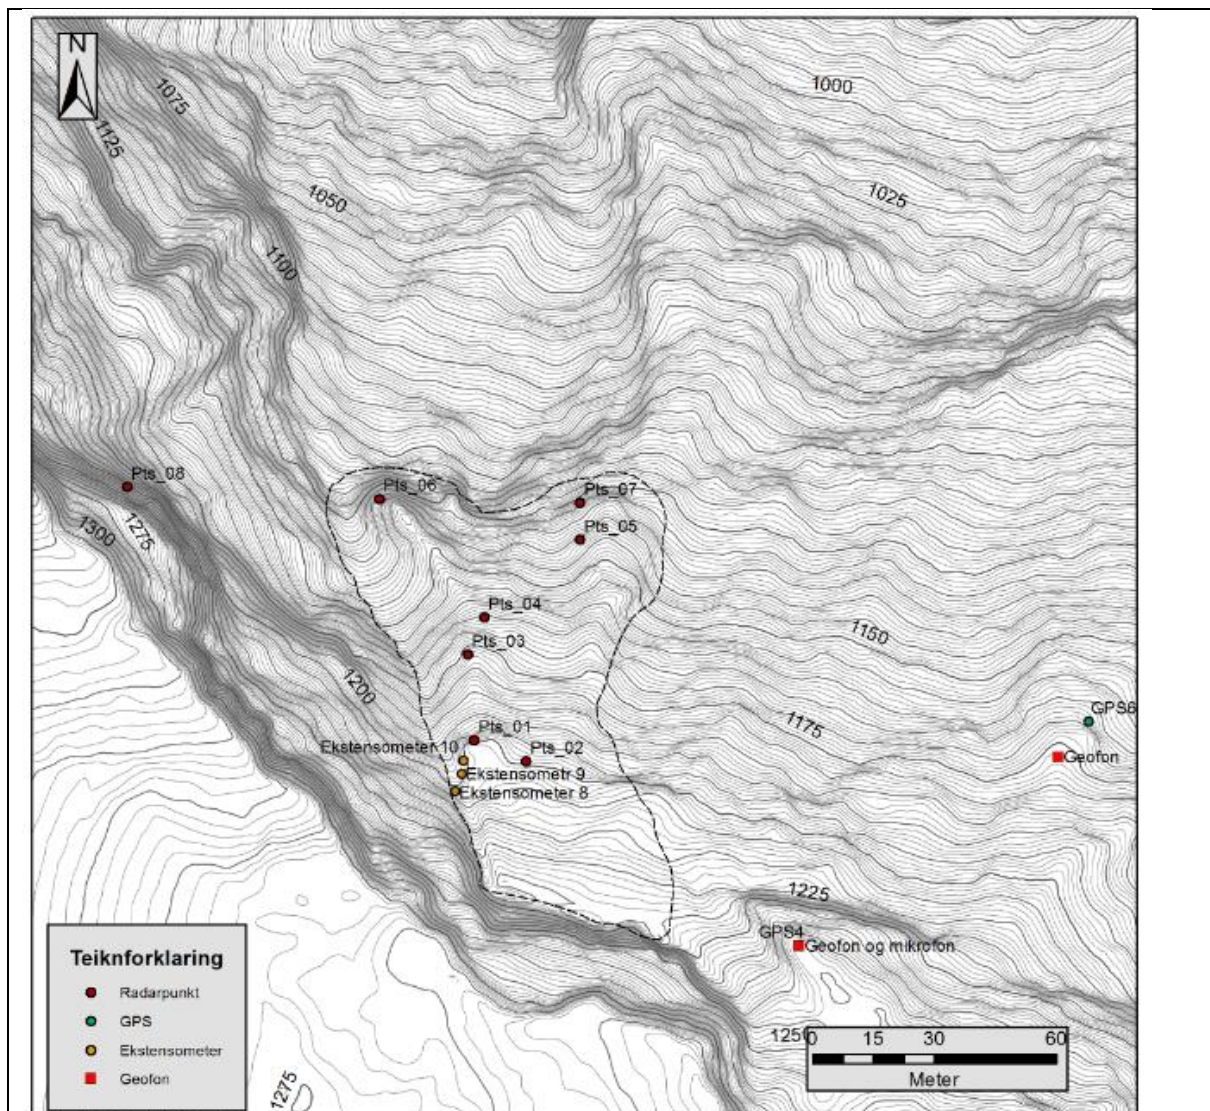 N
1000
1075
1125
1025
1050
1100
Pts_08
Pts_06
Pts_07
1275
1300
Pts_05
Pts_04
1150
Pts_03
1200
GPS6
1175
Pts_01
Ekstensometer 10
Pts_02
Geofon
Ekstensometr 9
Ekstensometer 8
1225
GPS4
Geofon og mikrofon
Teiknforklaring
Radarpunkt
GPS
Ekstensometer
Geofon
1250
0 15 30 60
Meter
1275